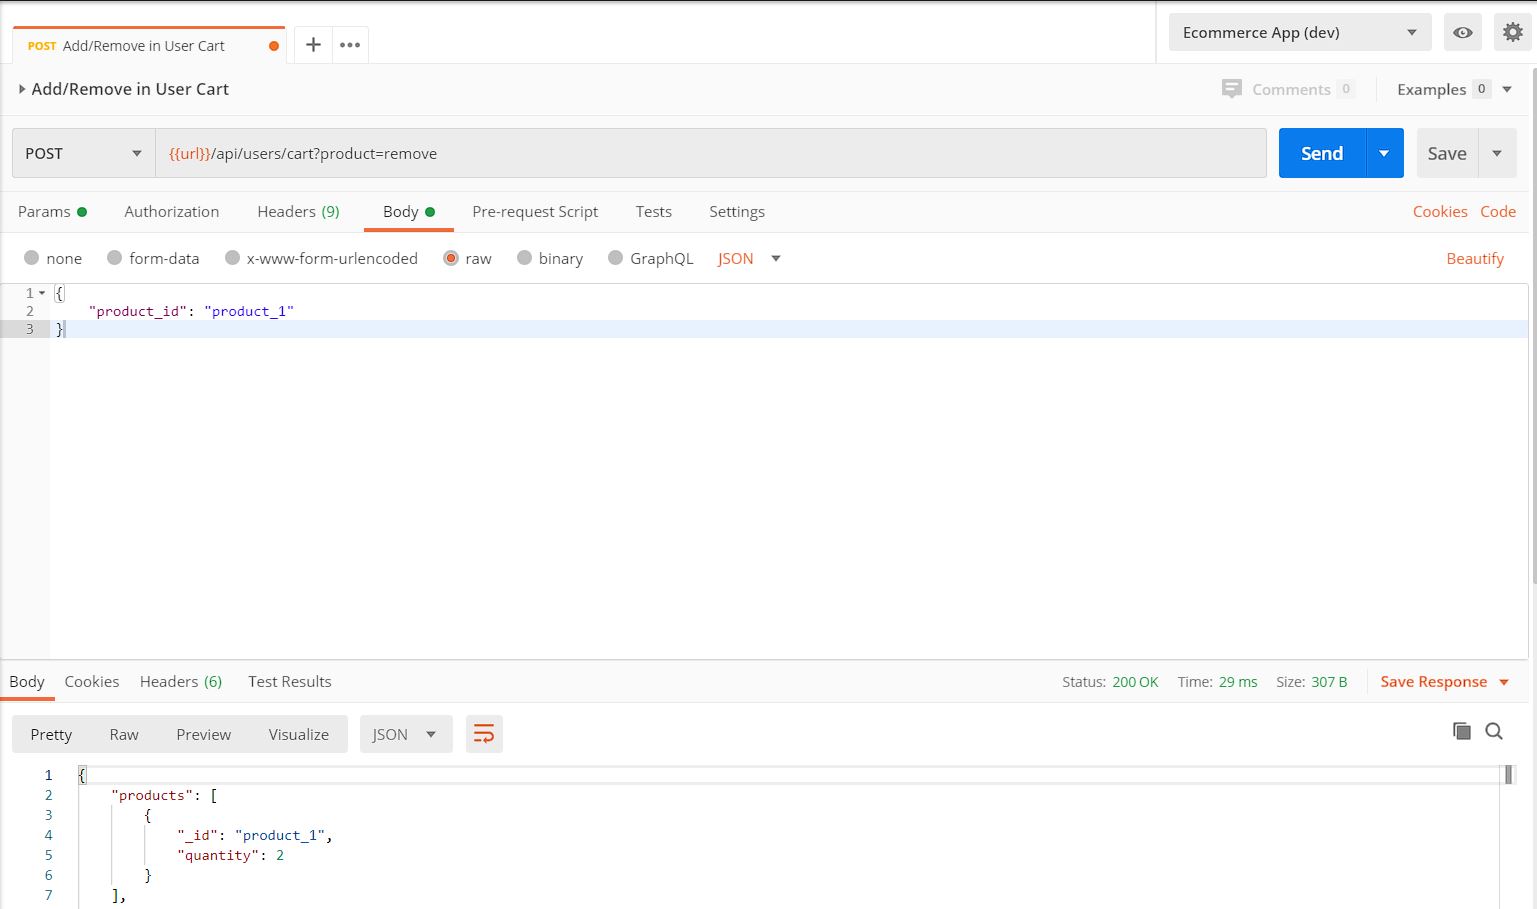 POST Add/Remove in User Cart
Ecommerce App (dev)
Add/Remove in User Cart
Comments 0
Examples 0
POST
{{url}}/api/users/cart?product=remove
Send
Save
Params Authorization Headers (9) Body Pre-request Script Tests Settings Cookies Code
none form-data x-www-form-urlencoded raw binary GraphQL JSON Beautify
1 {
2 "product_id": "product_1"
3 }
Body Cookies Headers (6) Test Results Status: 200 OK Time: 29 ms Size: 307 B Save Response
Pretty Raw Preview Visualize JSON
1 {
2 "products": [
3 {
4 "_id": "product_1",
5 "quantity": 2
6 }
7 ],